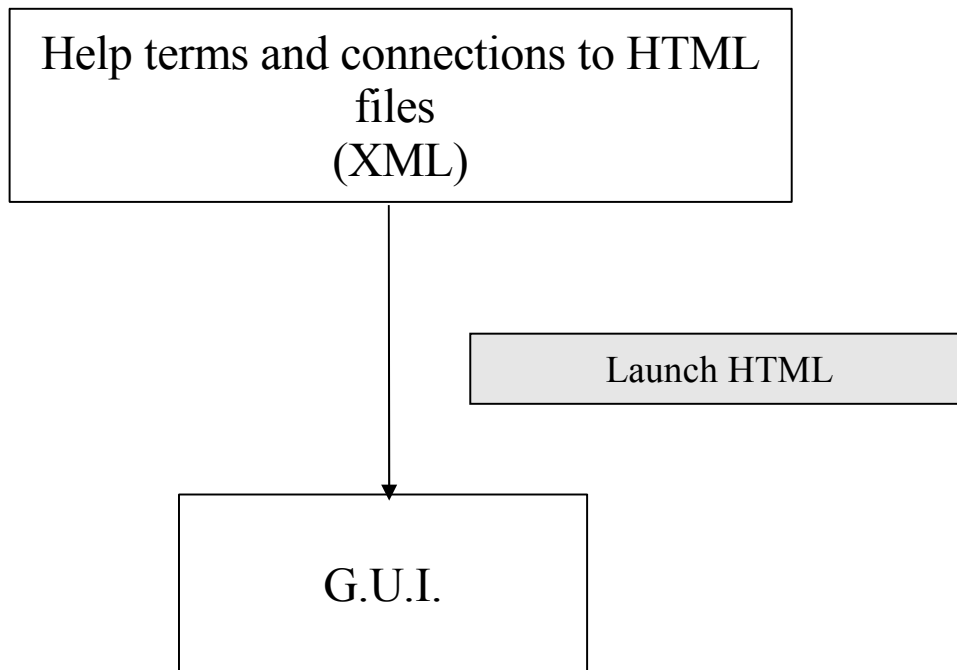 Help terms and connections to HTML
files
(XML)
Launch HTML
G.U.I.